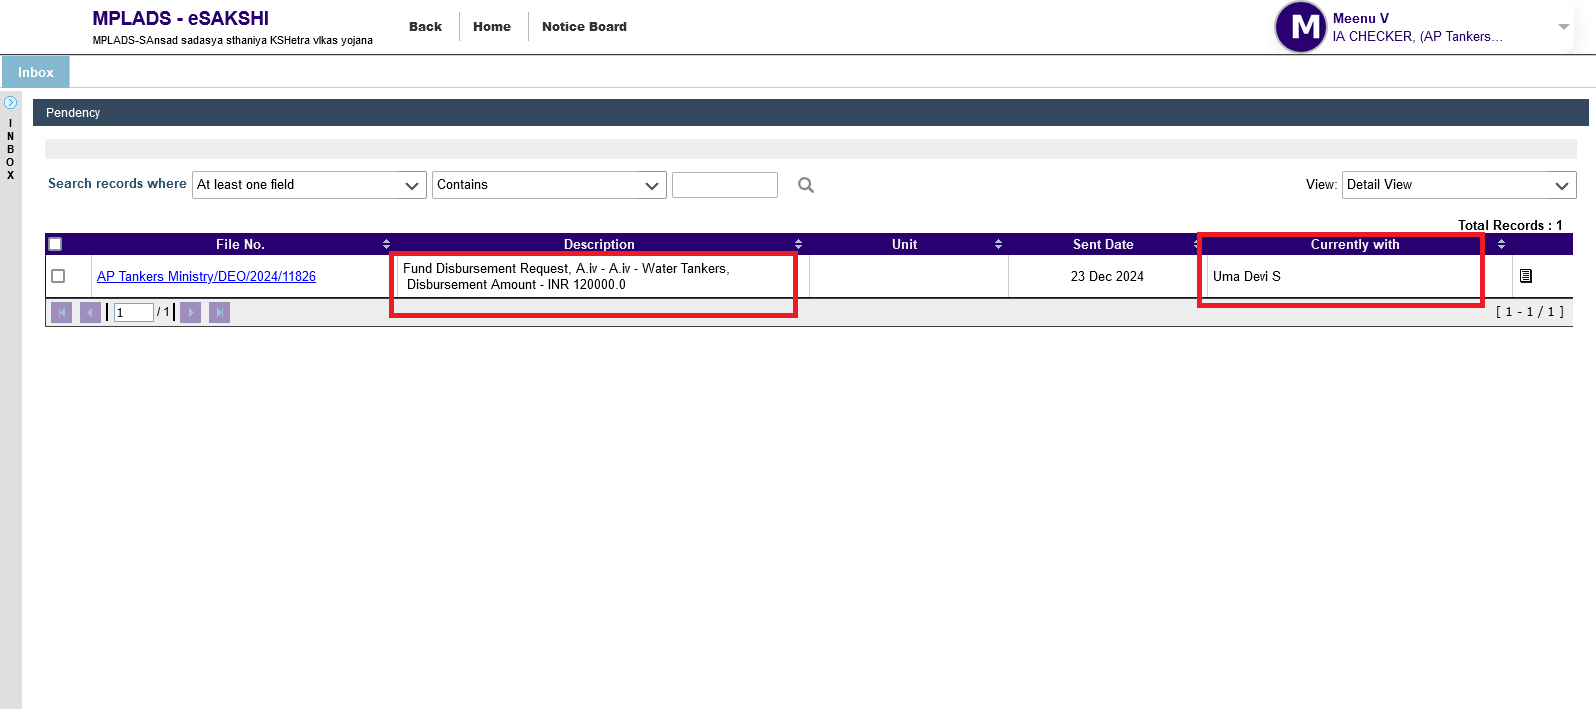 MPLADS - eSAKSHI
MPLADS-SAnsad sadasya sthaniya KSHetra vIkas yojana
Back
Home
Notice Board
M
Meenu V
IA CHECKER, (AP Tankers...
Inbox
INBOX
Pendency
Search records where
At least one field
Contains
View:
Detail View
Total Records : 1
File No.
Description
Unit
Sent Date
Currently with
AP Tankers Ministry/DEO/2024/11826
Fund Disbursement Request, A.iv - A.iv - Water Tankers,
Disbursement Amount - INR 120000.0
23 Dec 2024
Uma Devi S
1
/ 1
[ 1 - 1 / 1 ]